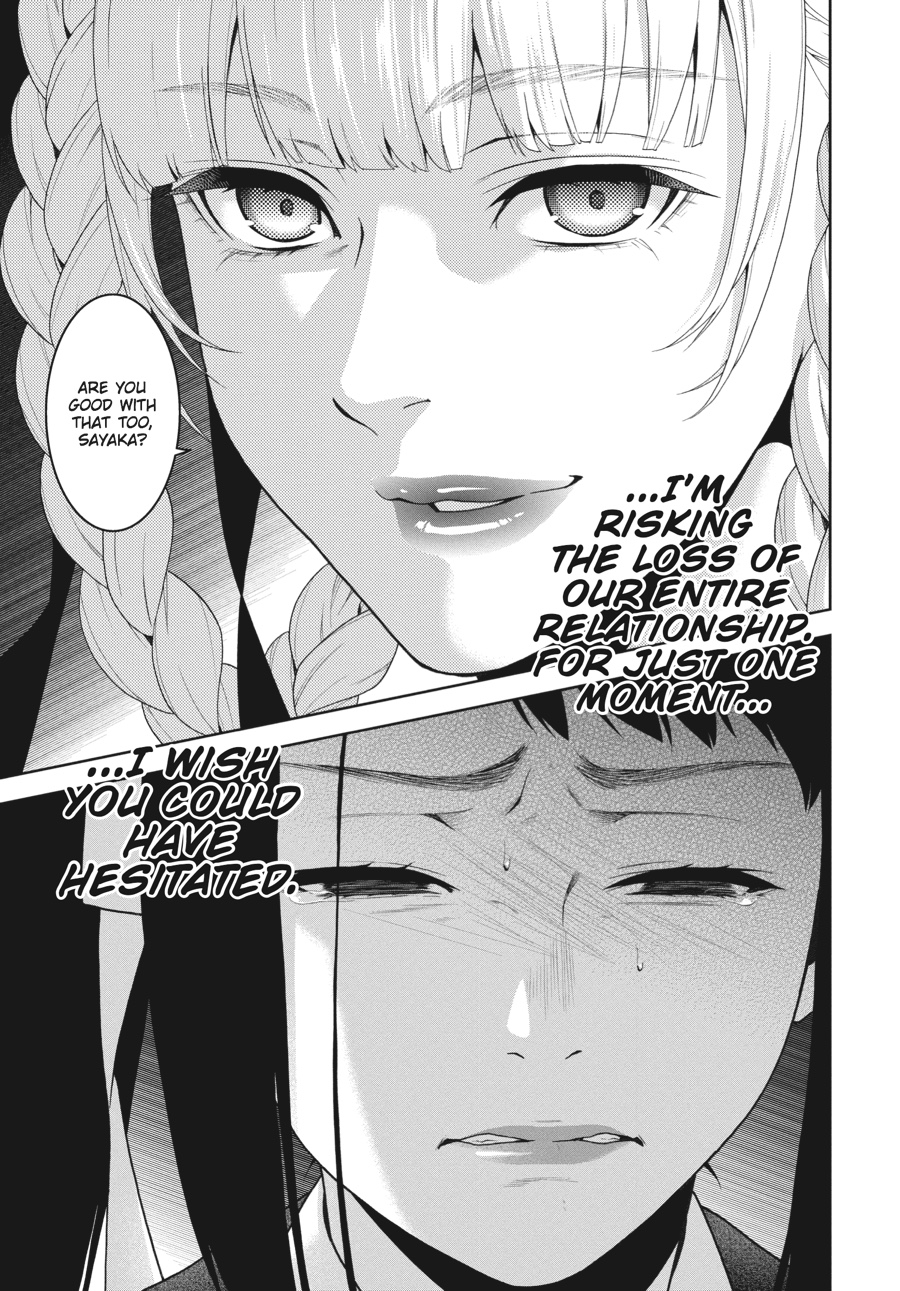 ARE YOU
GOOD WITH
THAT TOO,
SAYAKA?
...I'M
RISKING
THE LOSS OF
OUR ENTIRE
RELATIONSHIP.
FOR JUST ONE
MOMENT...
...I WISH
YOU COULD
HAVE
HESITATED.